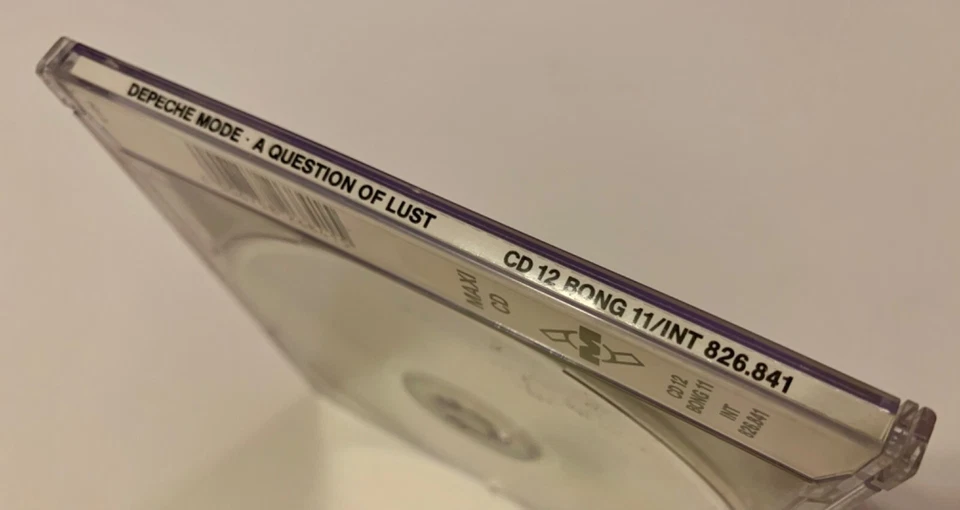 DEPECHE MODE · A QUESTION OF LUST CD 12 BONG 11/INT 826.841
MAXI
CD
M
CD 12
BONG 11
INT
826.841